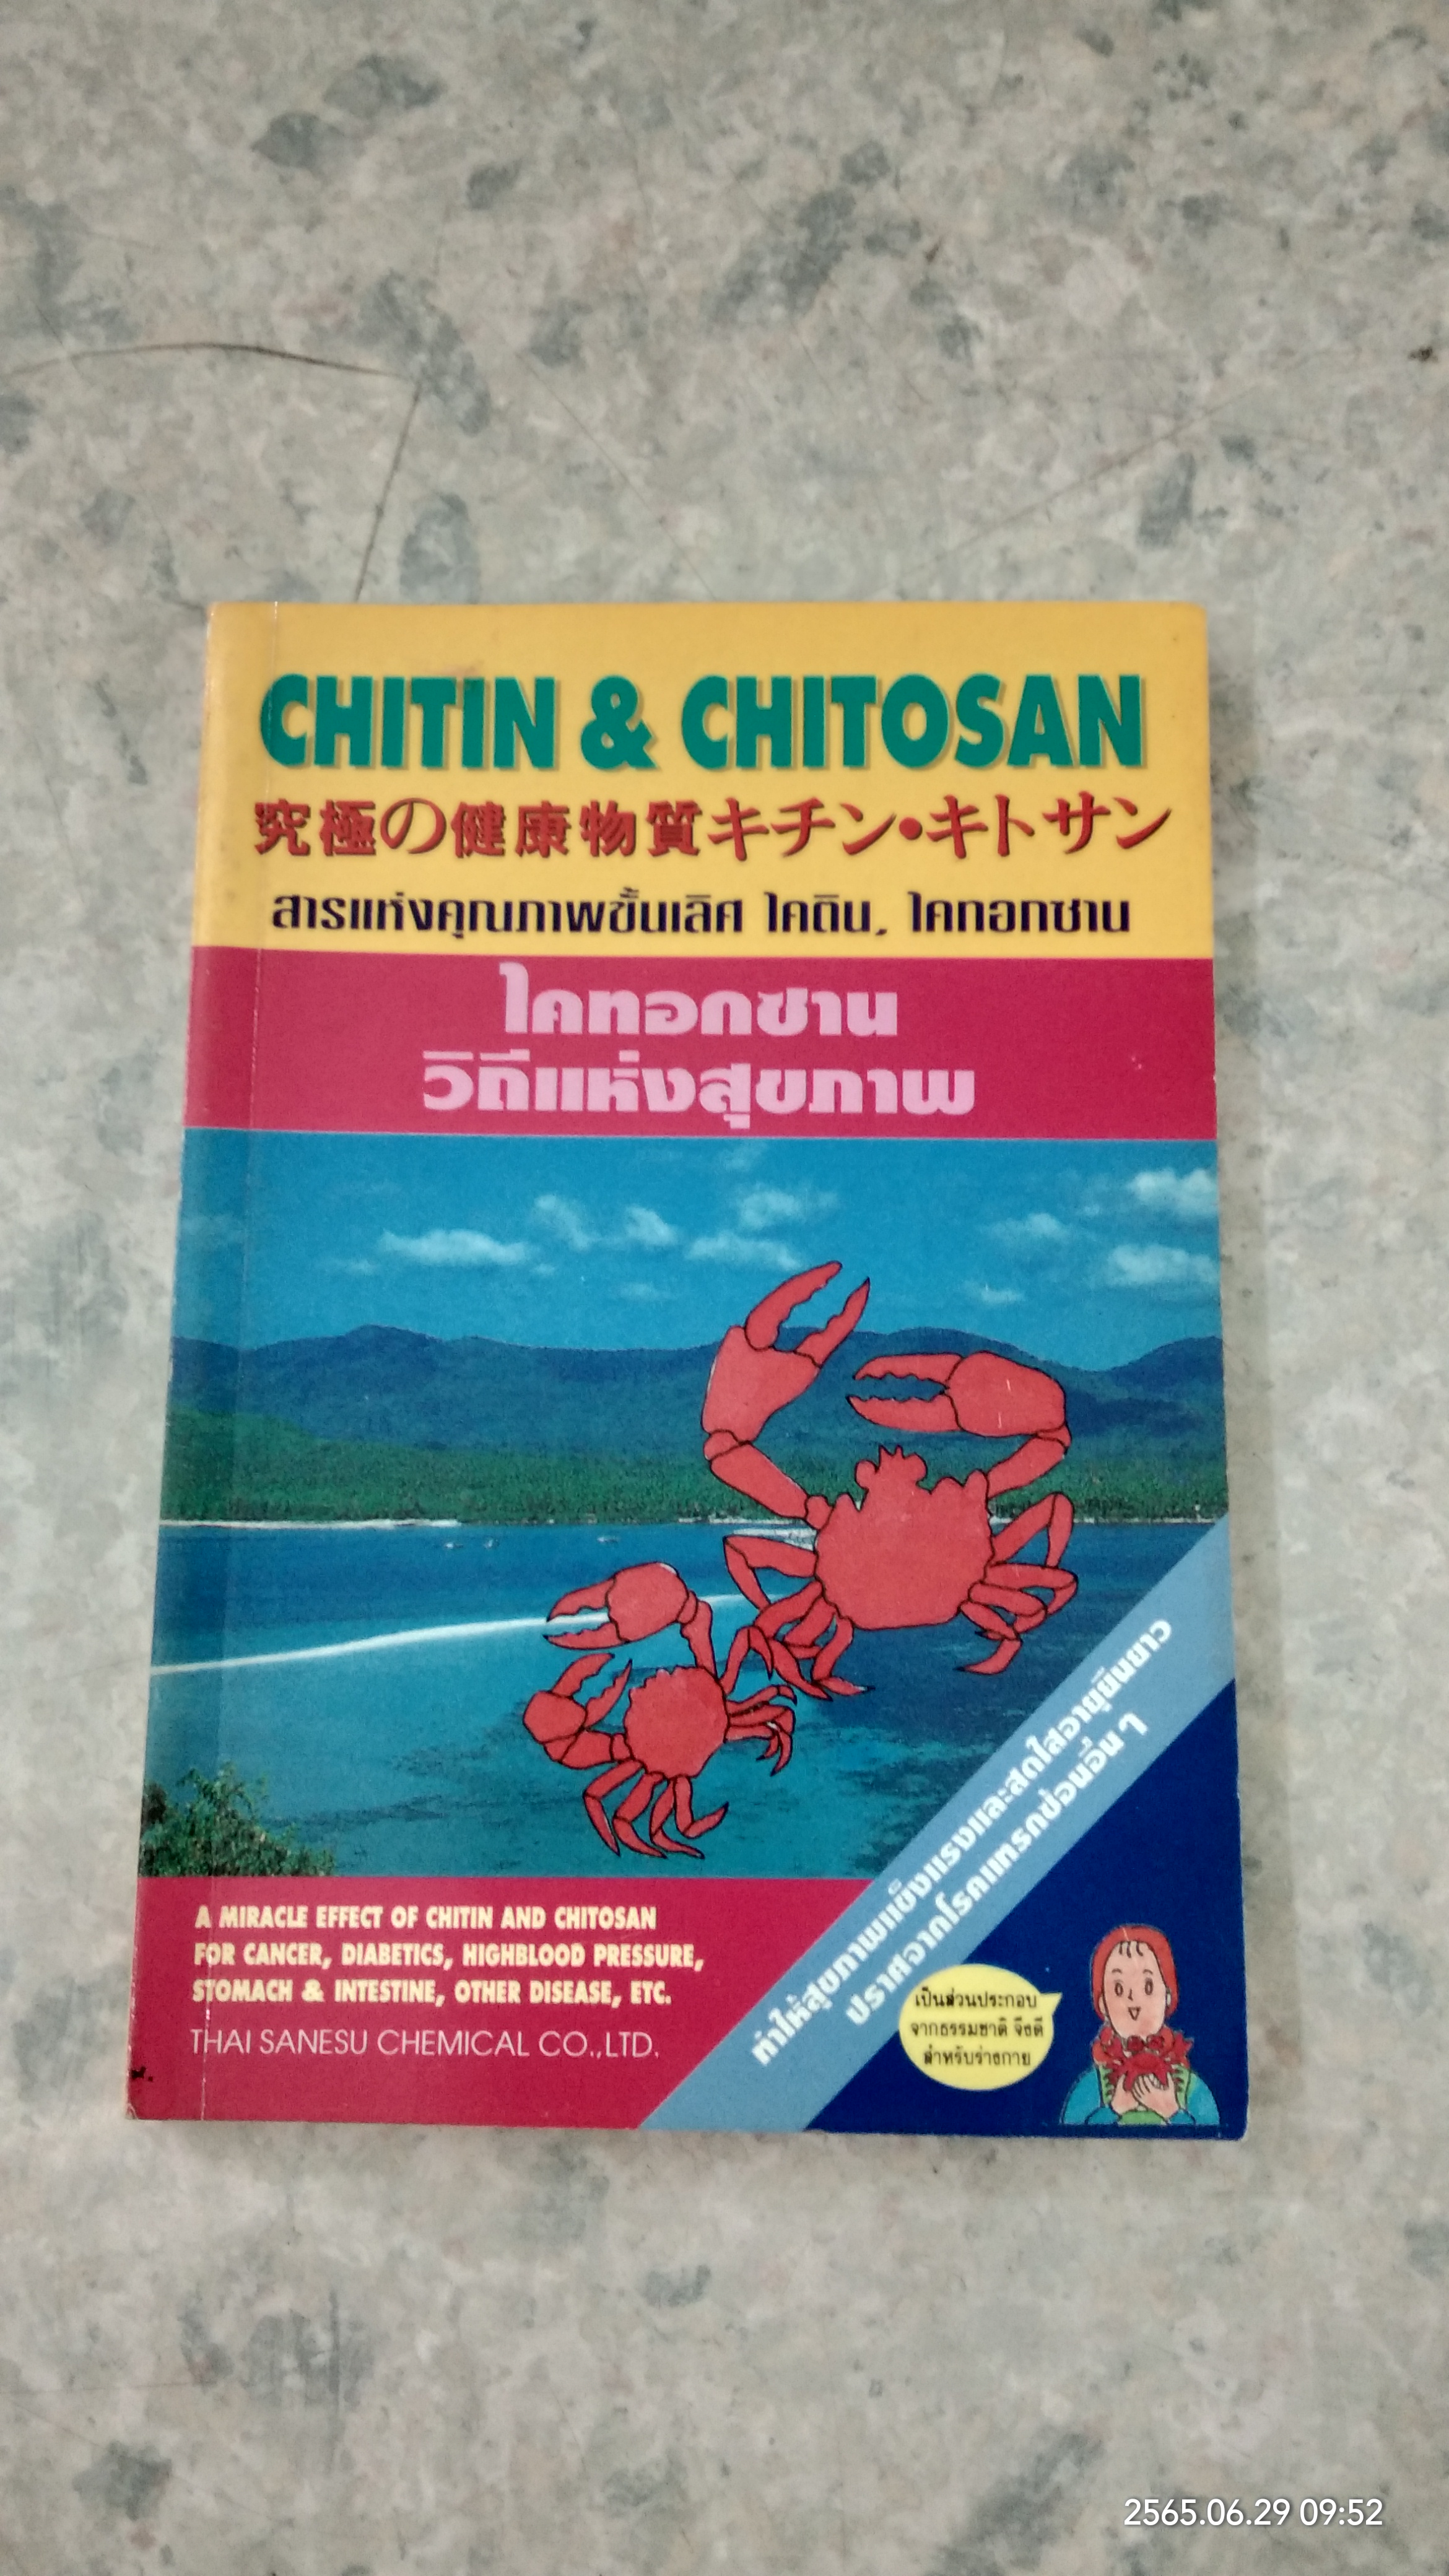 CHITIN & CHITOSAN
究極の健康物質キチン・キトサン
สารแห่งคุณภาพขั้นเลิศ ไคติน, ไคทอกซาน
ไคทอกซาน
วิถีแห่งสุขภาพ
ทำให้สุขภาพแข็งแรงและสดใสอายุยืนยาว
ปราศจากโรคแทรกซ้อนอื่น ๆ
A MIRACLE EFFECT OF CHITIN AND CHITOSAN
FOR CANCER, DIABETICS, HIGHBLOOD PRESSURE,
STOMACH & INTESTINE, OTHER DISEASE, ETC.
THAI SANESU CHEMICAL CO.,LTD.
เป็นส่วนประกอบ
จากธรรมชาติ จึงดี
สำหรับร่างกาย
2565.06.29 09:52